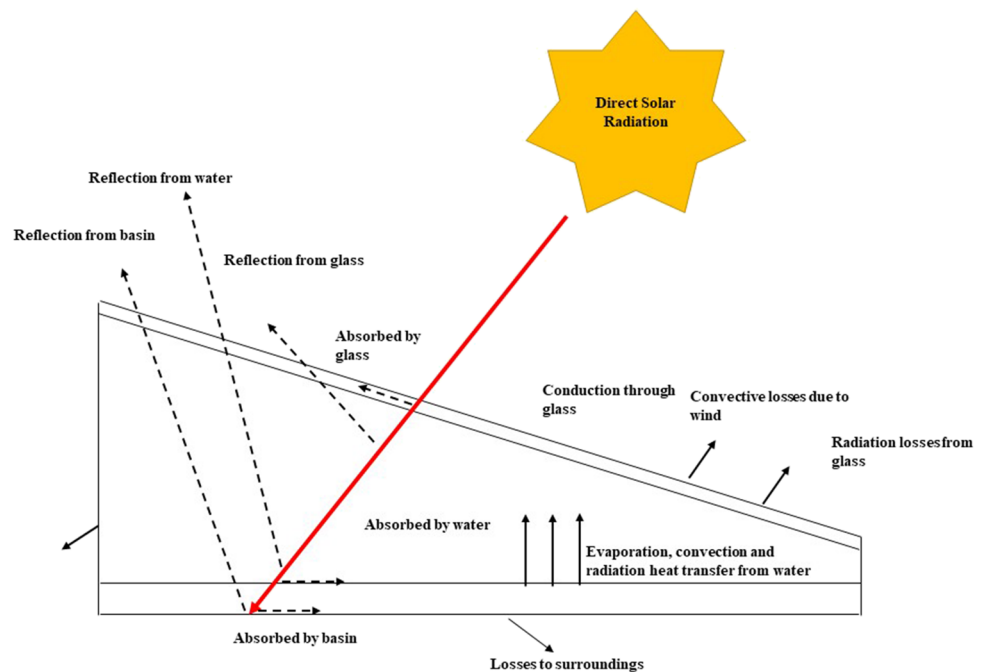 Direct Solar
Radiation
Reflection from water
Reflection from basin
Reflection from glass
Absorbed by
glass
Conduction through
glass
Convective losses due to
wind
Radiation losses from
glass
Absorbed by water
Evaporation, convection and
radiation heat transfer from water
Absorbed by basin
Losses to surroundings